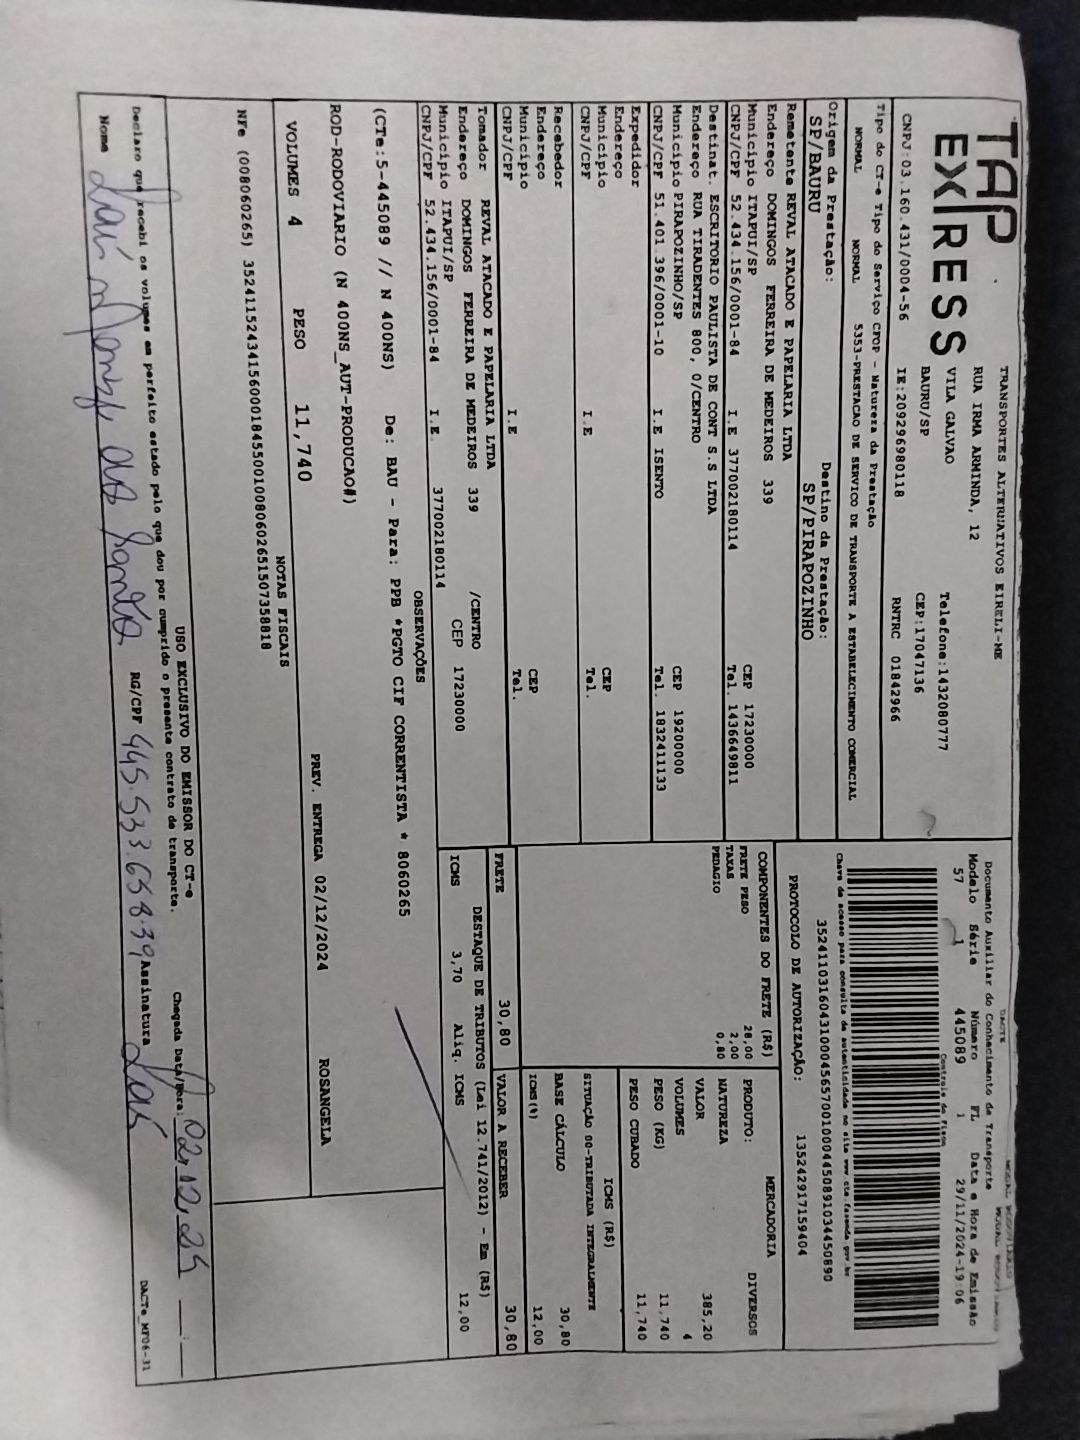 TAP EXPRESS
TRANSPORTES ALTERNATIVOS EIRELI-ME
RUA IRMA ARMINDA, 12
VILA GALVAO Telefone:1432080777
BAURU/SP CEP:17047136
CNPJ:03.160.431/0004-56 IE:209296980118 RNTRC 01842966
Tipo do CT-e Tipo do Serviço CFOP - Natureza da Prestação
NORMAL NORMAL 5353-PRESTACAO DE SERVICO DE TRANSPORTE A ESTABELECIMENTO COMERCIAL
Origem da Prestação: Destino da Prestação:
SP/BAURU SP/PIRAPOZINHO
Remetente REVAL ATACADO E PAPELARIA LTDA
Endereço DOMINGOS FERREIRA DE MEDEIROS 339 CEP 17230000
Município ITAPUI/SP Tel. 1436649811
CNPJ/CPF 52.434.156/0001-84 I.E 377002180114
Destinat. ESCRITORIO PAULISTA DE CONT S.S LTDA
Endereço RUA TIRADENTES 800, 0/CENTRO
Município PIRAPOZINHO/SP CEP 19200000
CNPJ/CPF 51.401 396/0001-10 I.E ISENTO Tel. 1832411133
Expedidor
Endereço
Município CEP
CNPJ/CPF I.E Tel.
Recebedor
Endereço
Município CEP
CNPJ/CPF I.E Tel.
Tomador REVAL ATACADO E PAPELARIA LTDA
Endereço DOMINGOS FERREIRA DE MEDEIROS 339 /CENTRO
Município ITAPUI/SP CEP 17230000
CNPJ/CPF 52.434.156/0001-84 I.E. 377002180114
DACTE
Documento Auxiliar do Conhecimento de Transporte
Modelo Série Número FL Data e Hora de Emissão
57 1 445089 1 29/11/2024-19:06
Controle do Fisco
Chave de acesso para consulta de autenticidade no site www.cte.fazenda.gov.br
35241103160431000456570010004450891034450890
PROTOCOLO DE AUTORIZAÇÃO: 135242917159404
COMPONENTES DO FRETE (R$)
FRETE PESO 28,00
TAXAS 2,00
PEDAGIO 0,80
MERCADORIA
PRODUTO: DIVERSOS
NATUREZA
VALOR 385,20
VOLUMES 4
PESO (KG) 11,740
PESO CUBADO 11,740
ICMS (R$)
SITUAÇÃO 00-TRIBUTADA INTEGRALMENTE
BASE CÁLCULO 30,80
ICMS(%) 12,00
FRETE 30,80 VALOR A RECEBER 30,80
DESTAQUE DE TRIBUTOS (Lei 12.741/2012) - Em (R$)
ICMS 3,70 Aliq. ICMS 12,00
OBSERVAÇÕES
(CTe:5-445089 // N 400NS) De: BAU - Para: PPB *PGTO CIF CORRENTISTA * 8060265
ROD-RODOVIARIO (N 400NS_AUT-PRODUCAO#)
VOLUMES 4 PESO 11,740 PREV. ENTREGA 02/12/2024 ROSANGELA
NOTAS FISCAIS
NFe (008060265) 35241152434156000184550010080602651507358818
USO EXCLUSIVO DO EMISSOR DO CT-e
Declaro que recebi os volumes em perfeito estado pelo que dou por cumprido o presente contrato de transporte. Chegada Data/Hora: 02,12,24
Nome RG/CPF 445.533.658.39 Assinatura
DACTe_MP06-31